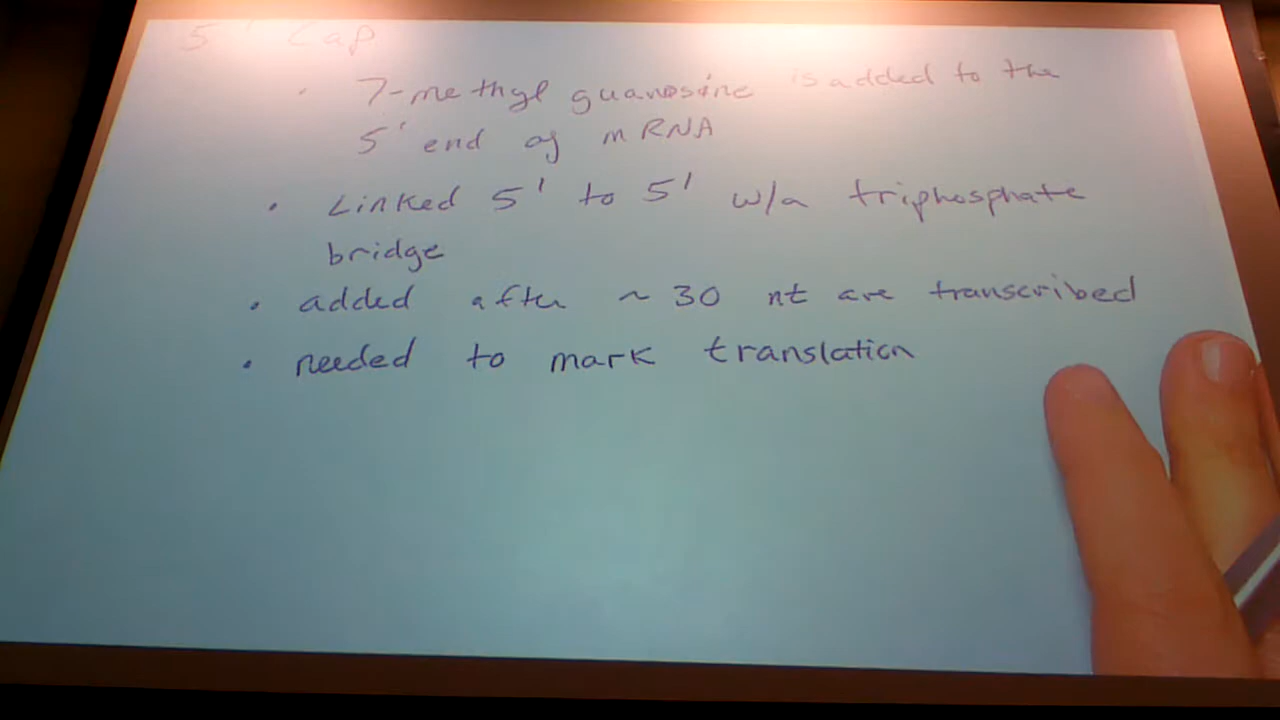 5' Cap
• 7-methyl guanosine is added to the
5' end of mRNA
• Linked 5' to 5' w/a triphosphate
bridge
• added after ~ 30 nt are transcribed
• needed to mark translation